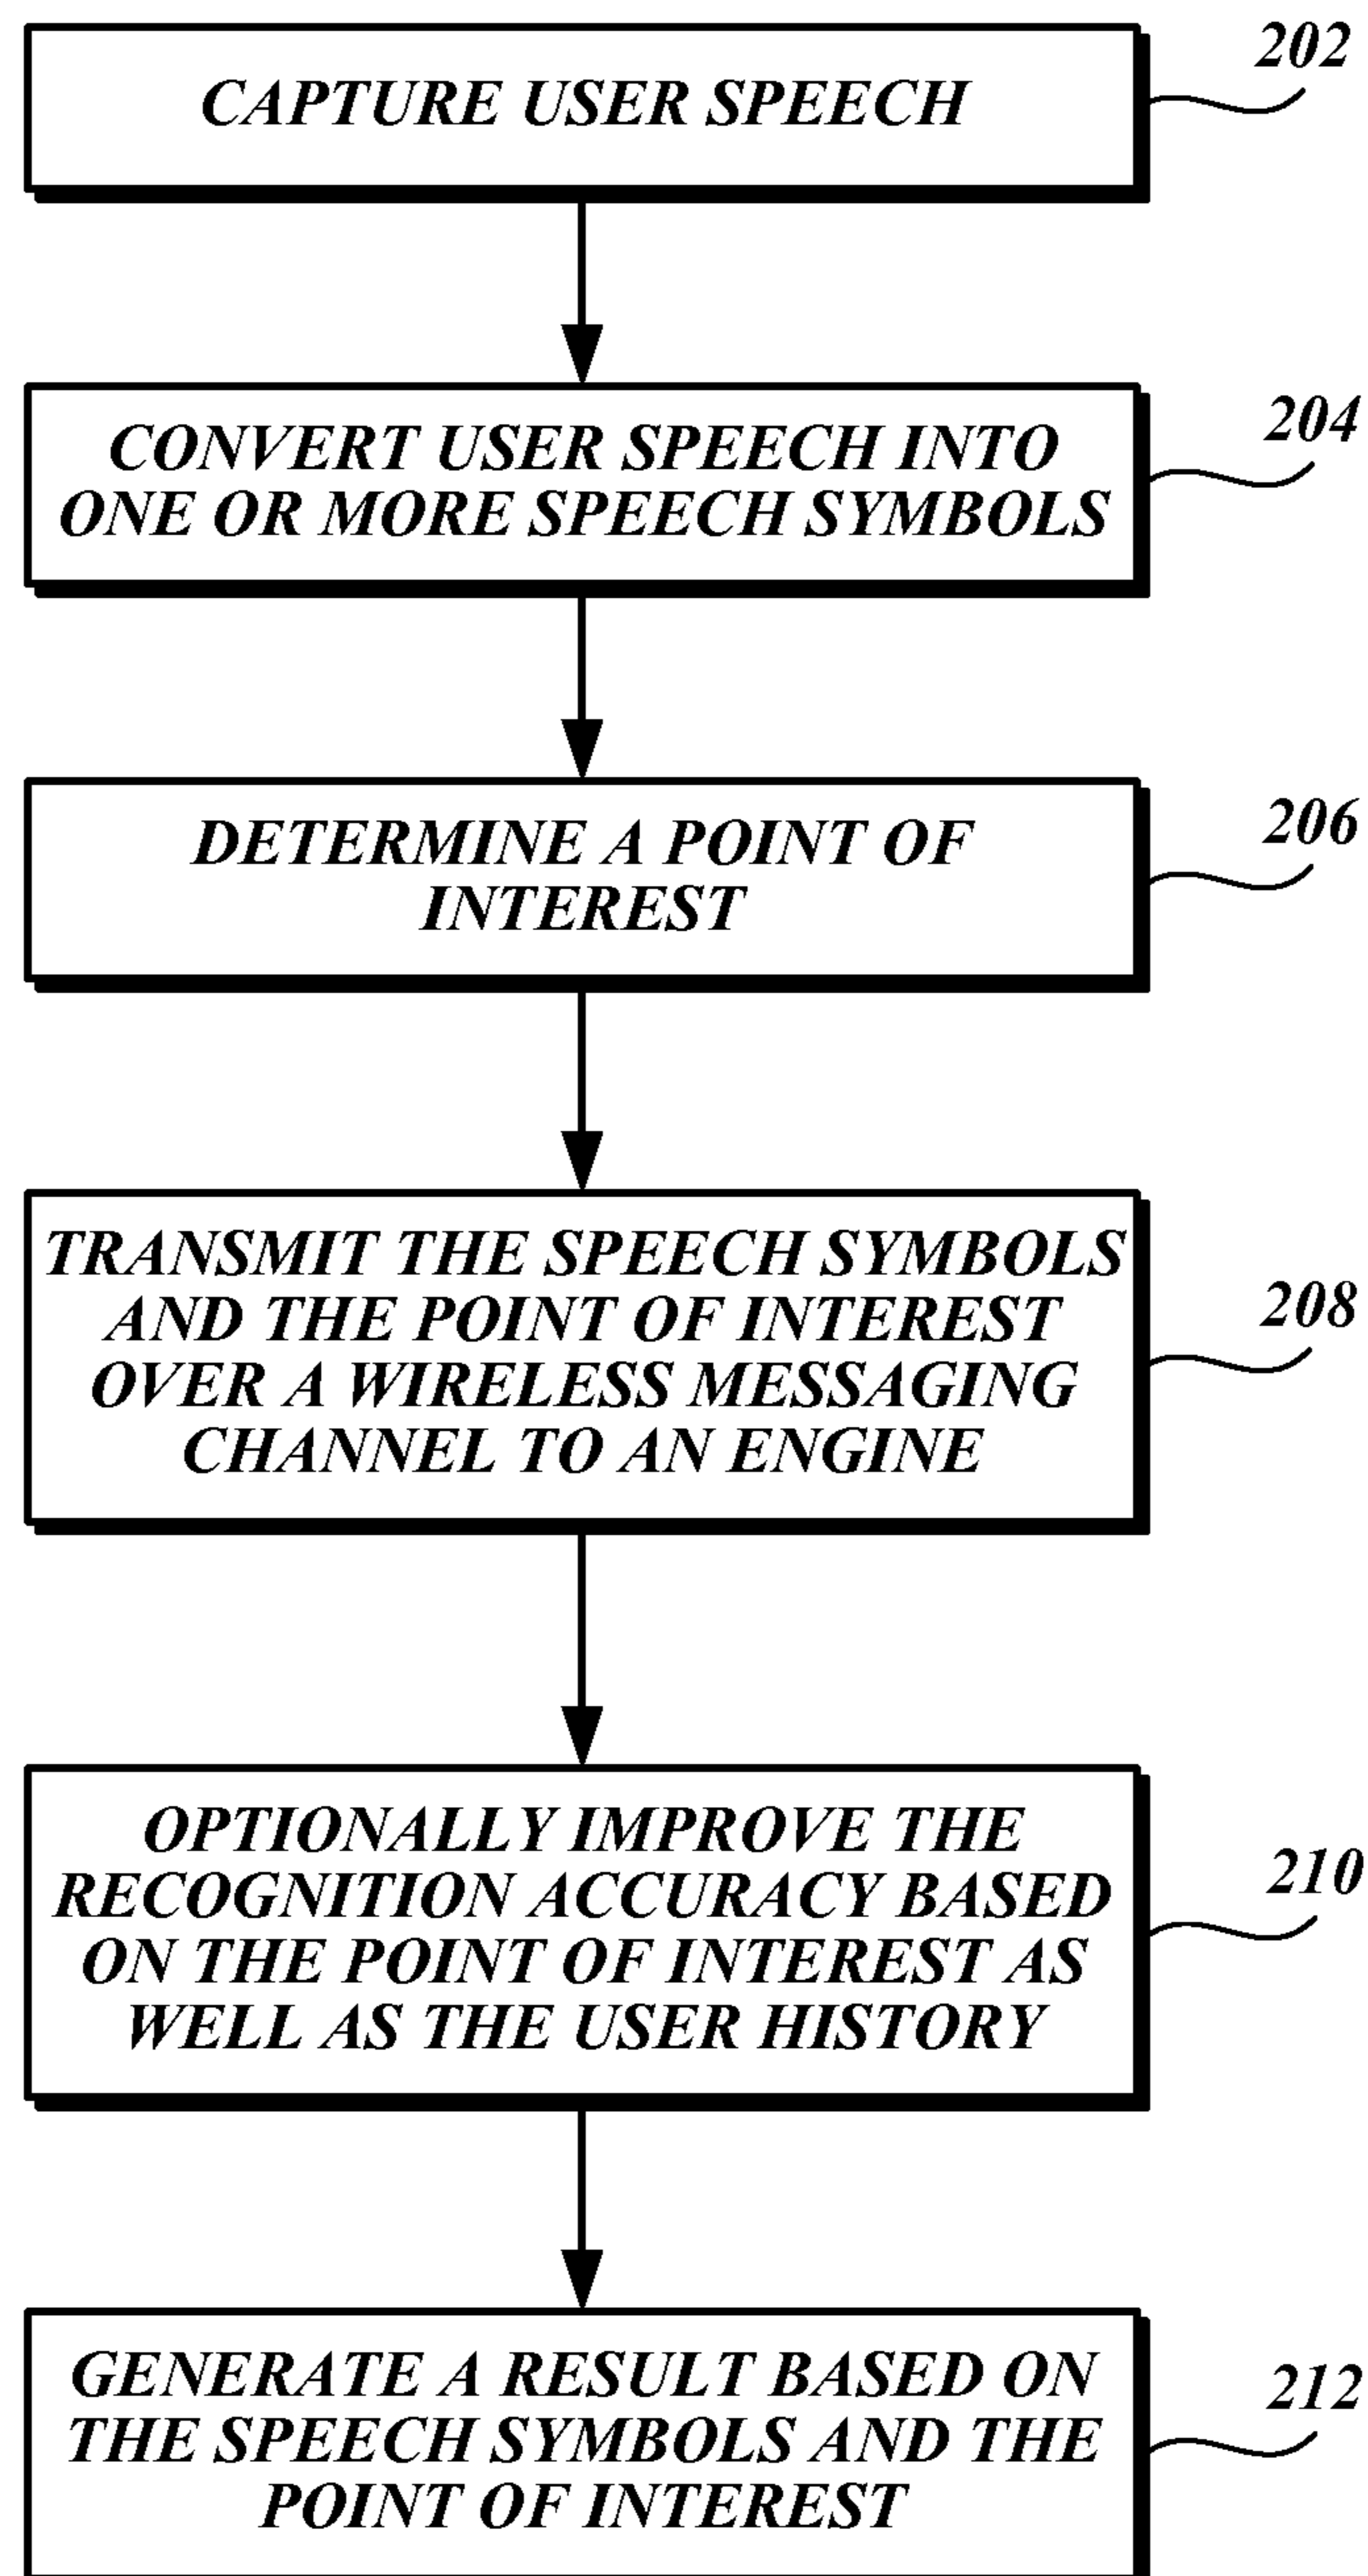 CAPTURE USER SPEECH
202
CONVERT USER SPEECH INTO
ONE OR MORE SPEECH SYMBOLS
204
DETERMINE A POINT OF
INTEREST
206
TRANSMIT THE SPEECH SYMBOLS
AND THE POINT OF INTEREST
OVER A WIRELESS MESSAGING
CHANNEL TO AN ENGINE
208
OPTIONALLY IMPROVE THE
RECOGNITION ACCURACY BASED
ON THE POINT OF INTEREST AS
WELL AS THE USER HISTORY
210
GENERATE A RESULT BASED ON
THE SPEECH SYMBOLS AND THE
POINT OF INTEREST
212